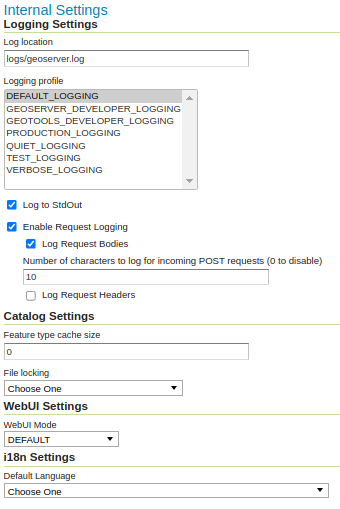 Internal Settings
Logging Settings
Log location
logs/geoserver.log
Logging profile
DEFAULT_LOGGING
GEOSERVER_DEVELOPER_LOGGING
GEOTOOLS_DEVELOPER_LOGGING
PRODUCTION_LOGGING
QUIET_LOGGING
TEST_LOGGING
VERBOSE_LOGGING
Log to StdOut
Enable Request Logging
Log Request Bodies
Number of characters to log for incoming POST requests (0 to disable)
10
Log Request Headers
Catalog Settings
Feature type cache size
0
File locking
Choose One
WebUI Settings
WebUI Mode
DEFAULT
i18n Settings
Default Language
Choose One